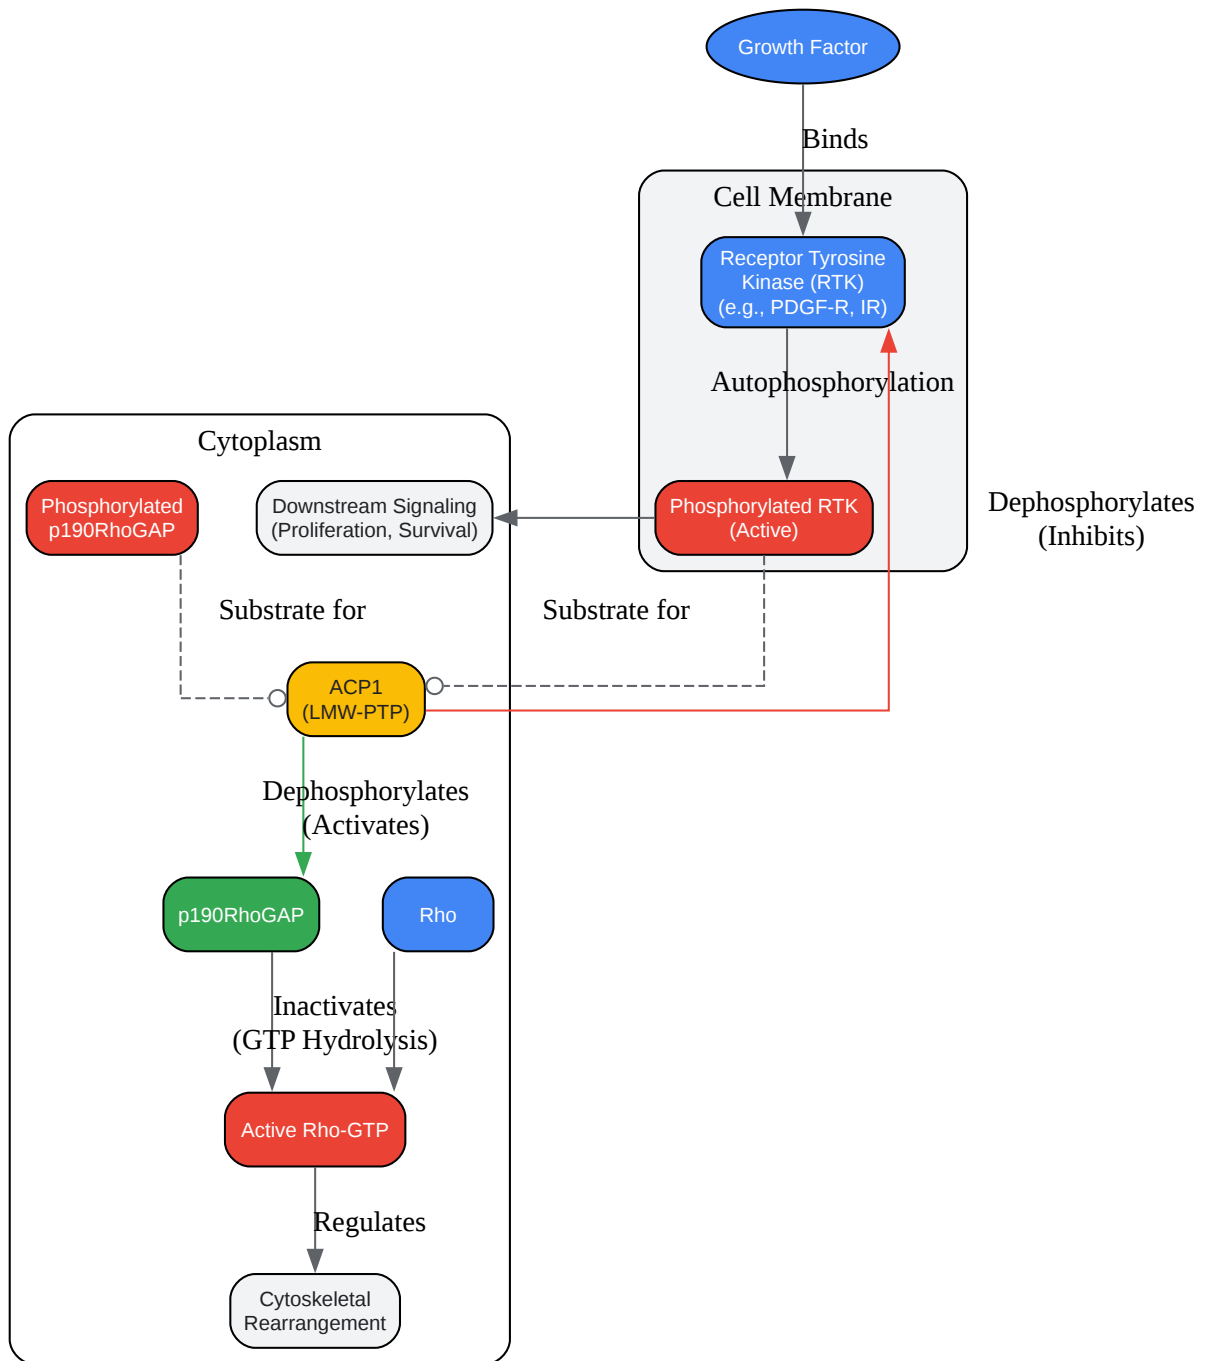 Growth Factor
Binds
Cell Membrane
Receptor Tyrosine
Kinase (RTK)
(e.g., PDGF-R, IR)
Autophosphorylation
Cytoplasm
Phosphorylated
p190RhoGAP
Downstream Signaling
(Proliferation, Survival)
Phosphorylated RTK
(Active)
Dephosphorylates
(Inhibits)
Substrate for
Substrate for
ACP1
(LMW-PTP)
Dephosphorylates
(Activates)
p190RhoGAP
Rho
Inactivates
(GTP Hydrolysis)
Active Rho-GTP
Regulates
Cytoskeletal
Rearrangement